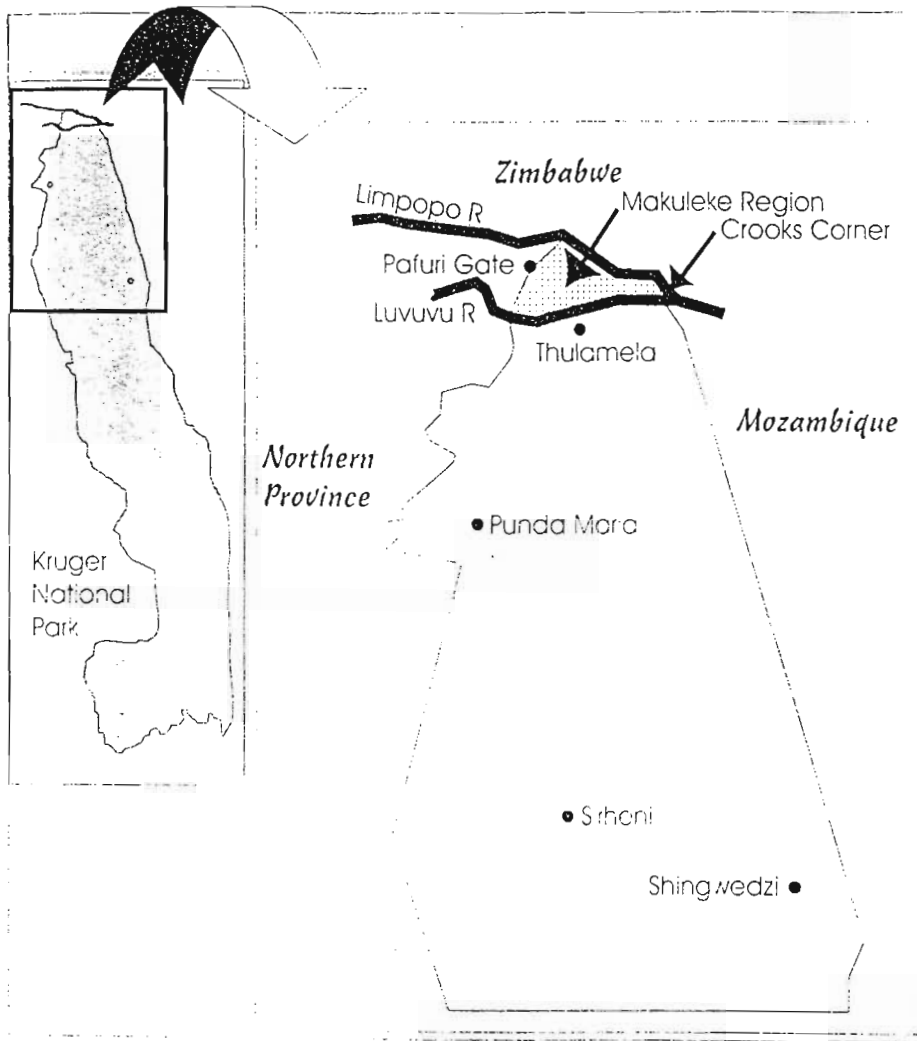 Zimbabwe
Limpopo R
Makuleke Region
Crooks Corner
Pafuri Gate
Luvuvu R
Thulamela
Mozambique
Northern
Province
Punda Maria
Kruger
National
Park
Sirheni
Shingwedzi